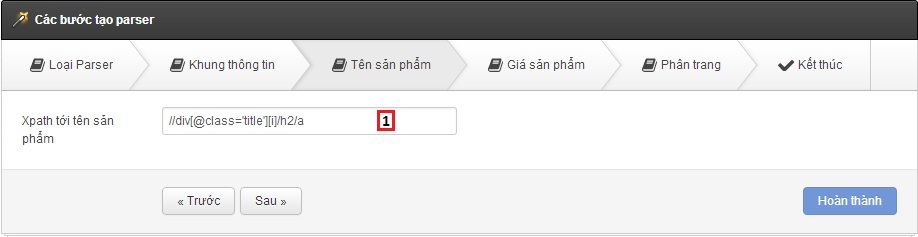 Các bước tạo parser
Loại Parser
Khung thông tin
Tên sản phẩm
Giá sản phẩm
Phân trang
Kết thúc
Xpath tới tên sản
phẩm
//div[@class='title'][i]/h2/a
1
« Trước
Sau »
Hoàn thành